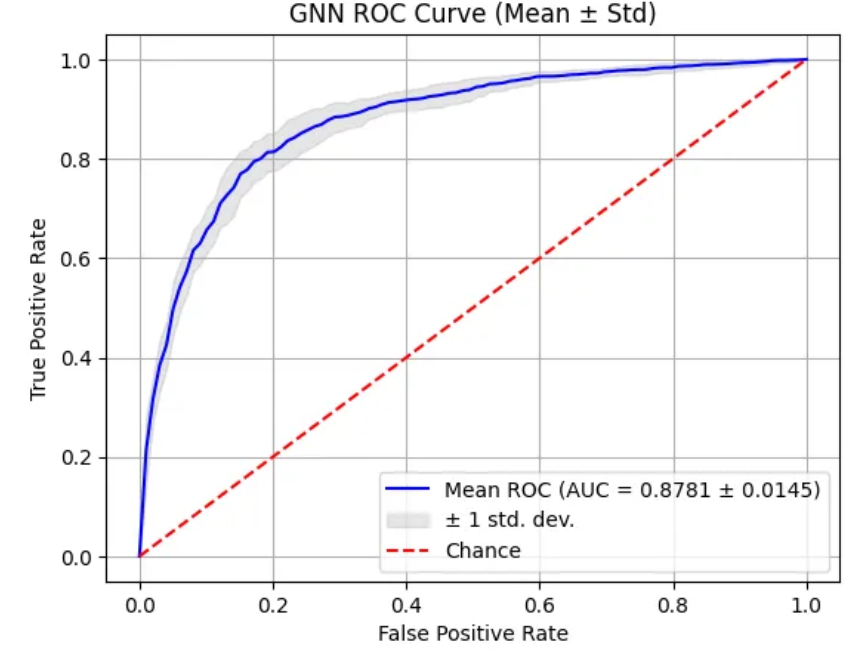 GNN ROC Curve (Mean ± Std)
True Positive Rate
1.0
0.8
0.6
0.4
0.2
0.0
Mean ROC (AUC = 0.8781 ± 0.0145)
± 1 std. dev.
Chance
0.0 0.2 0.4 0.6 0.8 1.0
False Positive Rate